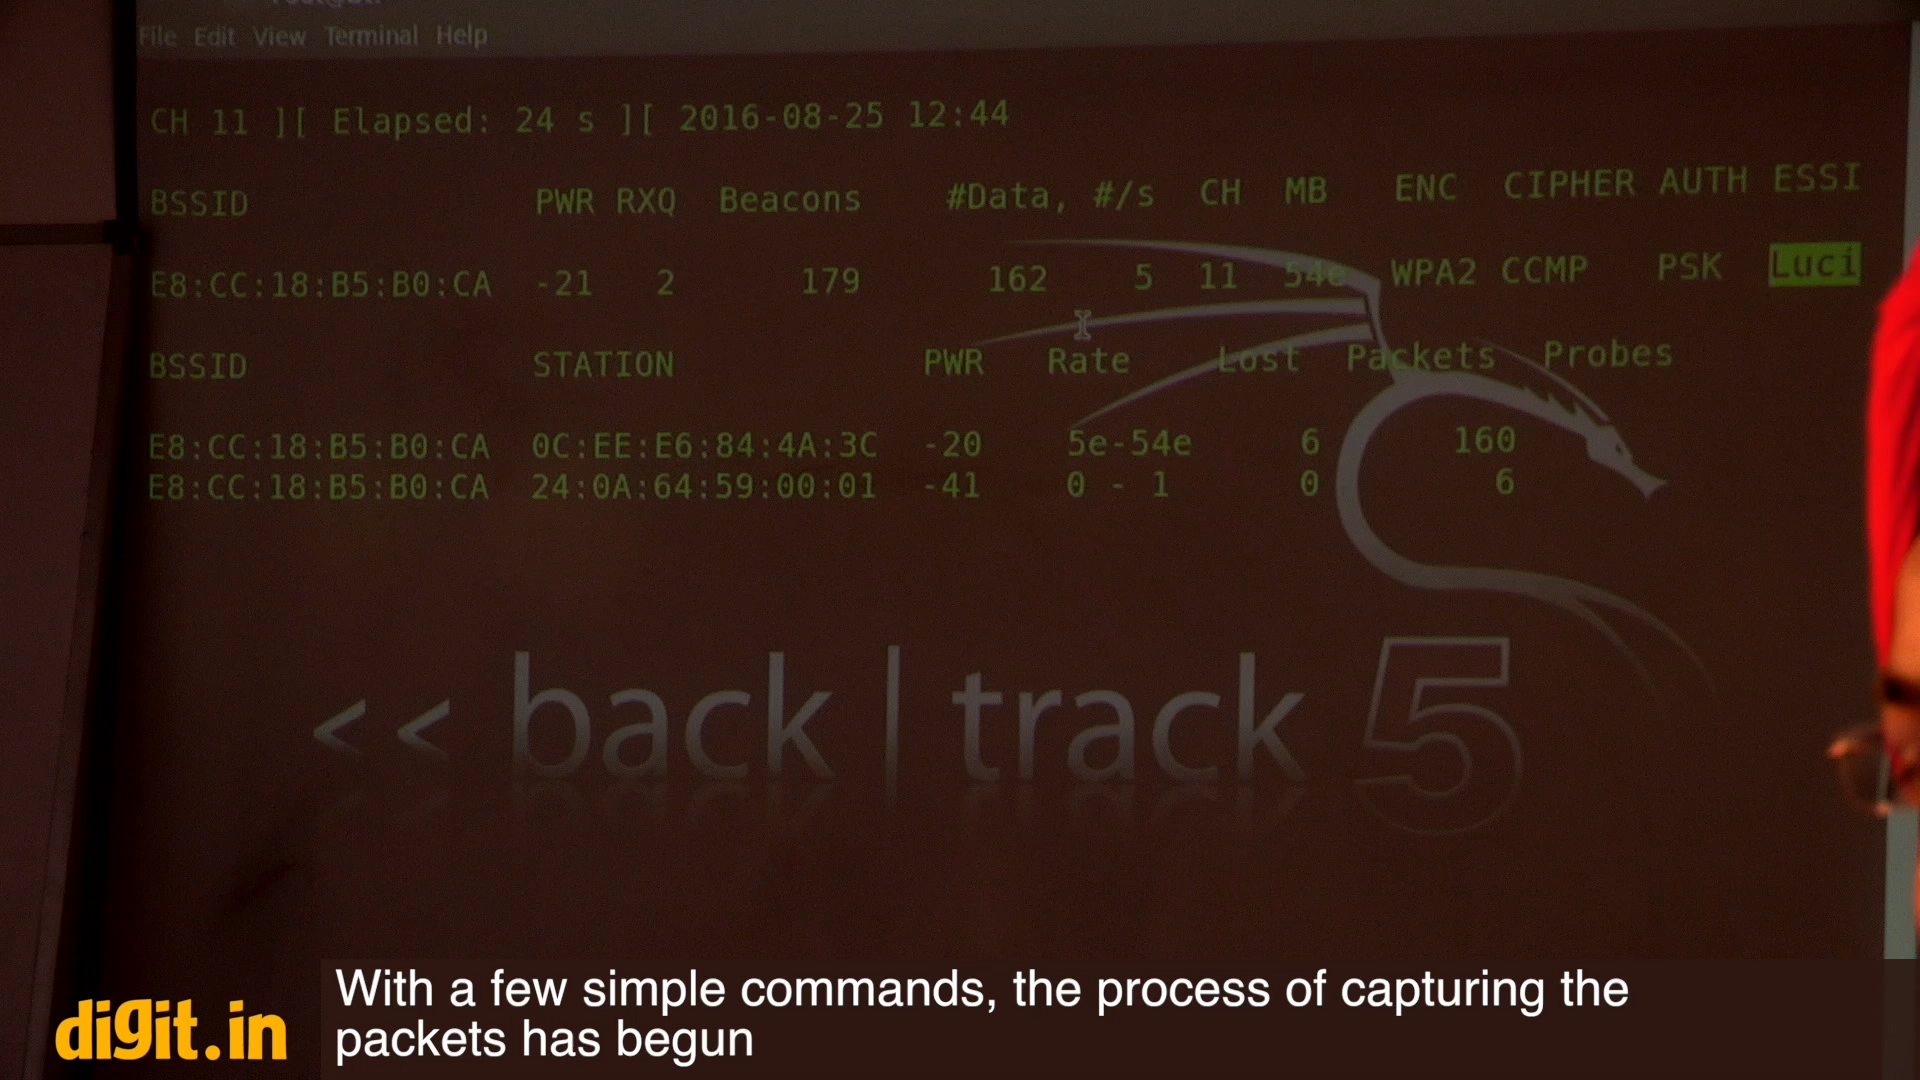 File Edit View Terminal Help
CH 11 ][ Elapsed: 24 s ][ 2016-08-25 12:44
BSSID PWR RXQ Beacons #Data, #/s CH MB ENC CIPHER AUTH ESSI
E8:CC:18:B5:B0:CA -21 2 179 162 5 11 54e WPA2 CCMP PSK Luci
BSSID STATION PWR Rate Lost Packets Probes
E8:CC:18:B5:B0:CA 0C:EE:E6:84:4A:3C -20 5e-54e 6 160
E8:CC:18:B5:B0:CA 24:0A:64:59:00:01 -41 0 - 1 0 6
<< back | track 5
digit.in
With a few simple commands, the process of capturing the
packets has begun